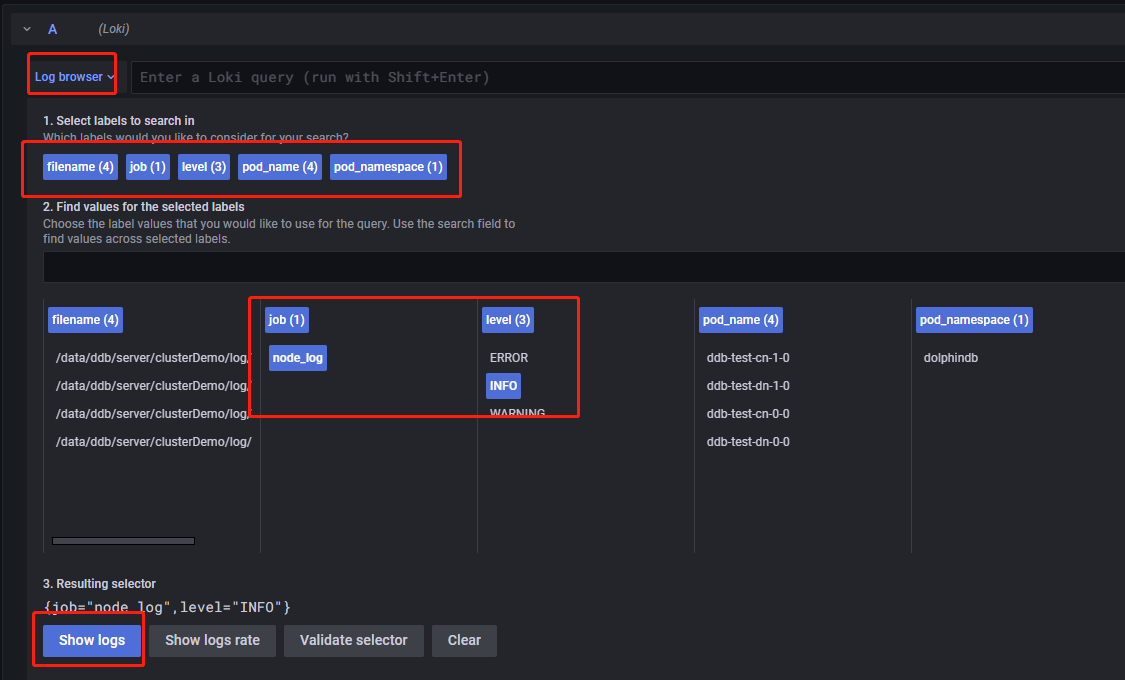 A (Loki)
Log browser Enter a Loki query (run with Shift+Enter)
1. Select labels to search in
Which labels would you like to consider for your search?
filename (4) job (1) level (3) pod_name (4) pod_namespace (1)
2. Find values for the selected labels
Choose the label values that you would like to use for the query. Use the search field to
find values across selected labels.
filename (4) job (1) level (3) pod_name (4) pod_namespace (1)
/data/ddb/server/clusterDemo/log/ node_log ERROR ddb-test-cn-1-0 dolphindb
/data/ddb/server/clusterDemo/log/ INFO ddb-test-dn-1-0
/data/ddb/server/clusterDemo/log/ WARNING ddb-test-cn-0-0
/data/ddb/server/clusterDemo/log/ ddb-test-dn-0-0
3. Resulting selector
{job="node_log",level="INFO"}
Show logs Show logs rate Validate selector Clear